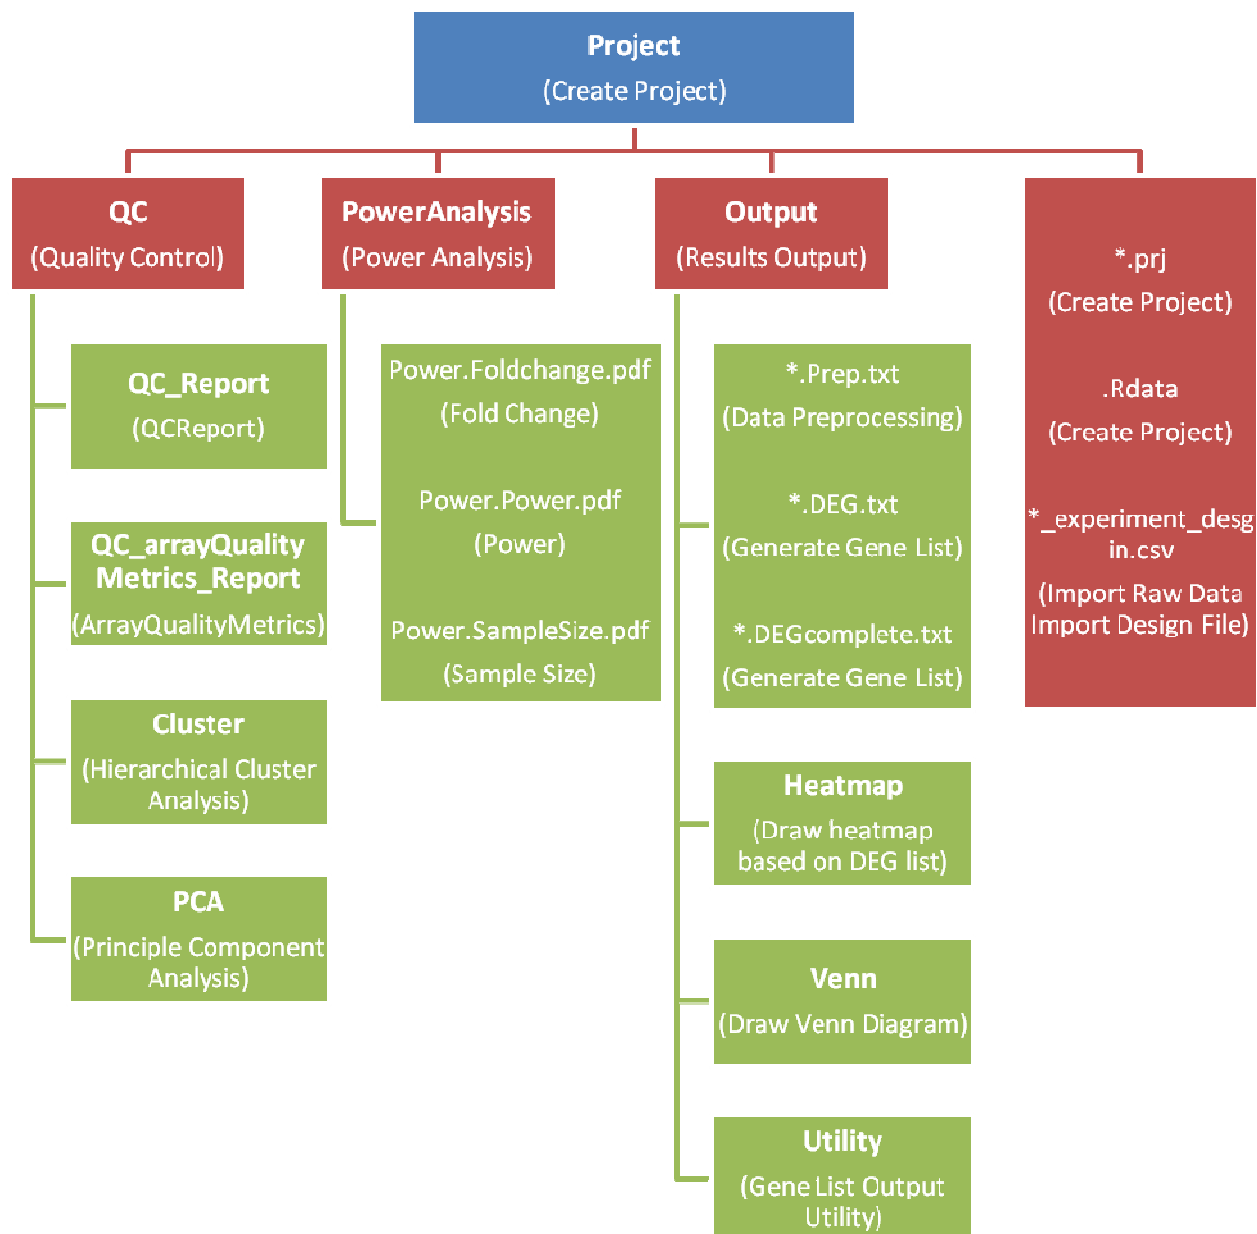 Project
(Create Project)
QC
(Quality Control)
PowerAnalysis
(Power Analysis)
Output
(Results Output)
*.prj
(Create Project)
.Rdata
(Create Project)
*_experiment_desg
in.csv
(Import Raw Data
Import Design File)
QC_Report
(QCReport)
QC_arrayQuality
Metrics_Report
(ArrayQualityMetrics)
Cluster
(Hierarchical Cluster
Analysis)
PCA
(Principle Component
Analysis)
Power.Foldchange.pdf
(Fold Change)
Power.Power.pdf
(Power)
Power.SampleSize.pdf
(Sample Size)
*.Prep.txt
(Data Preprocessing)
*.DEG.txt
(Generate Gene List)
*.DEGcomplete.txt
(Generate Gene List)
Heatmap
(Draw heatmap
based on DEG list)
Venn
(Draw Venn Diagram)
Utility
(Gene List Output
Utility)